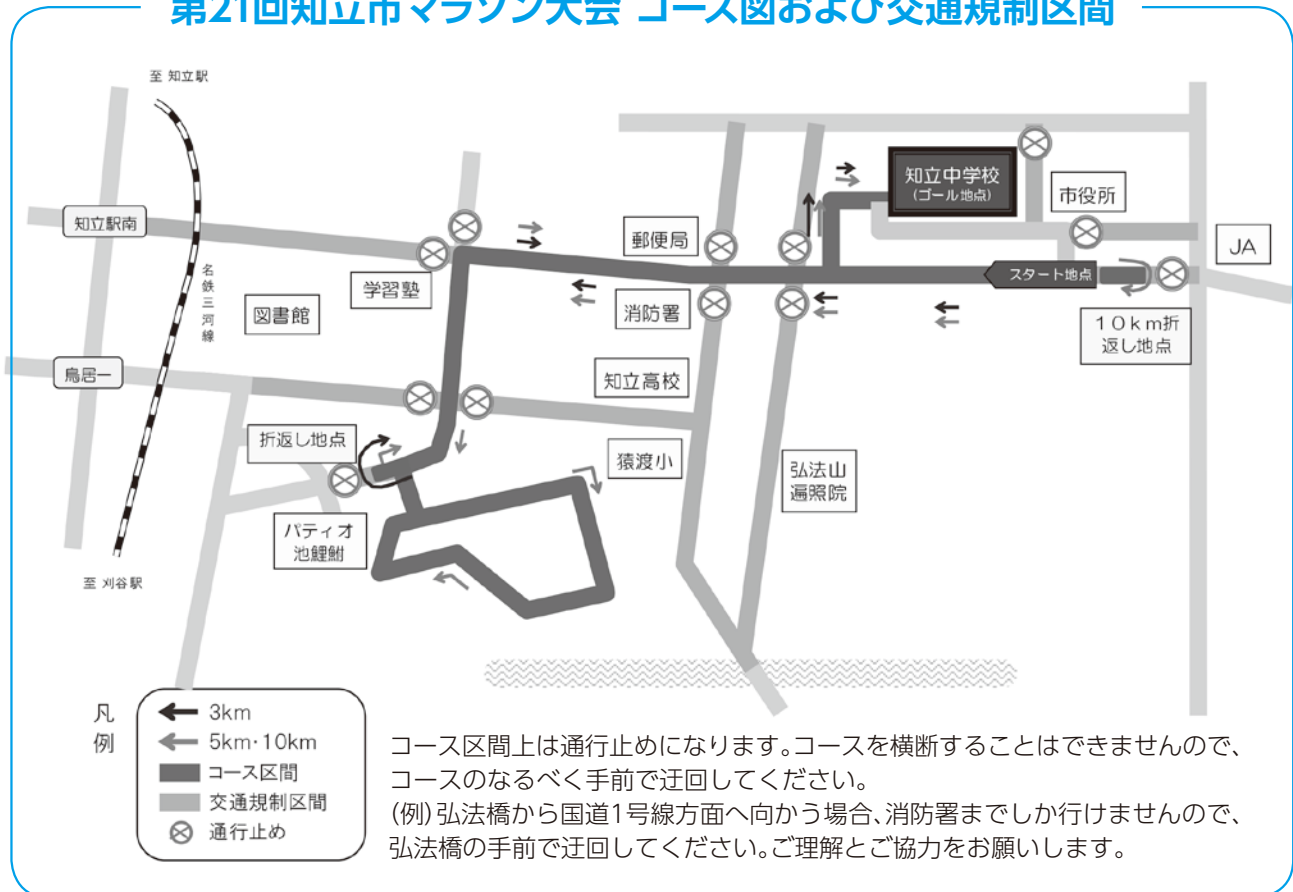 第21回知立市マラソン大会 コース図および交通規制区間
至 知立駅
知立中学校
(ゴール地点)
市役所
知立駅南
郵便局
JA
名鉄三河線
学習塾
スタート地点
図書館
消防署
10km折
返し地点
鳥居一
知立高校
折返し地点
猿渡小
弘法山
遍照院
パティオ
池鯉鮒
至 刈谷駅
凡例
3km
5km・10km
コース区間
交通規制区間
通行止め
コース区間上は通行止めになります。コースを横断することはできませんので、
コースのなるべく手前で迂回してください。
(例)弘法橋から国道1号線方面へ向かう場合、消防署までしか行けませんので、
弘法橋の手前で迂回してください。ご理解とご協力をお願いします。